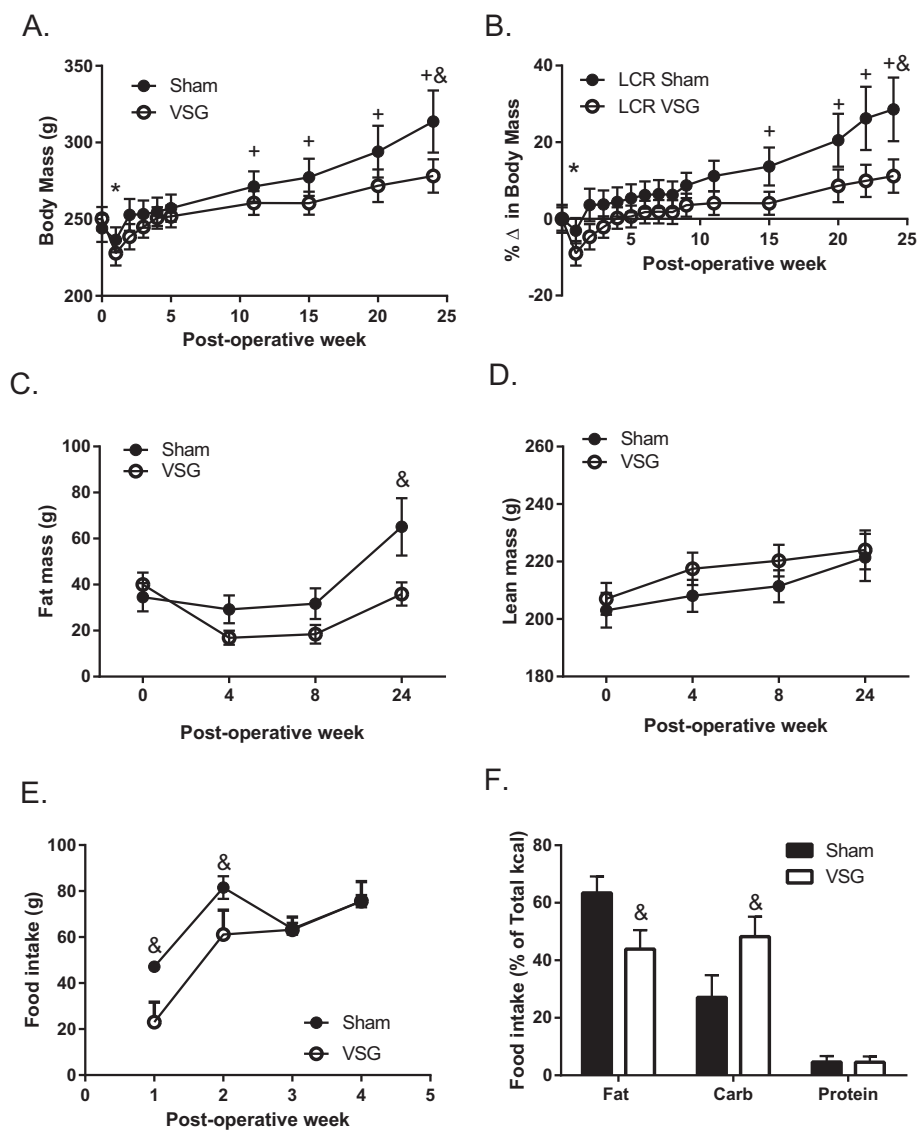 A.
Body Mass (g)
350
300
250
200
Sham
VSG
*
+
+
+
+&
0
5
10
15
20
25
Post-operative week
B.
% Δ in Body Mass
40
20
0
-20
LCR Sham
LCR VSG
*
+
+
+
+&
5
10
15
20
25
Post-operative week
C.
Fat mass (g)
100
80
60
40
20
0
Sham
VSG
&
0
4
8
24
Post-operative week
D.
Lean mass (g)
260
240
220
200
180
Sham
VSG
0
4
8
24
Post-operative week
E.
Food intake (g)
100
80
60
40
20
0
&
&
Sham
VSG
0
1
2
3
4
5
Post-operative week
F.
Food intake (% of Total kcal)
80
60
40
20
0
Sham
VSG
&
&
Fat
Carb
Protein